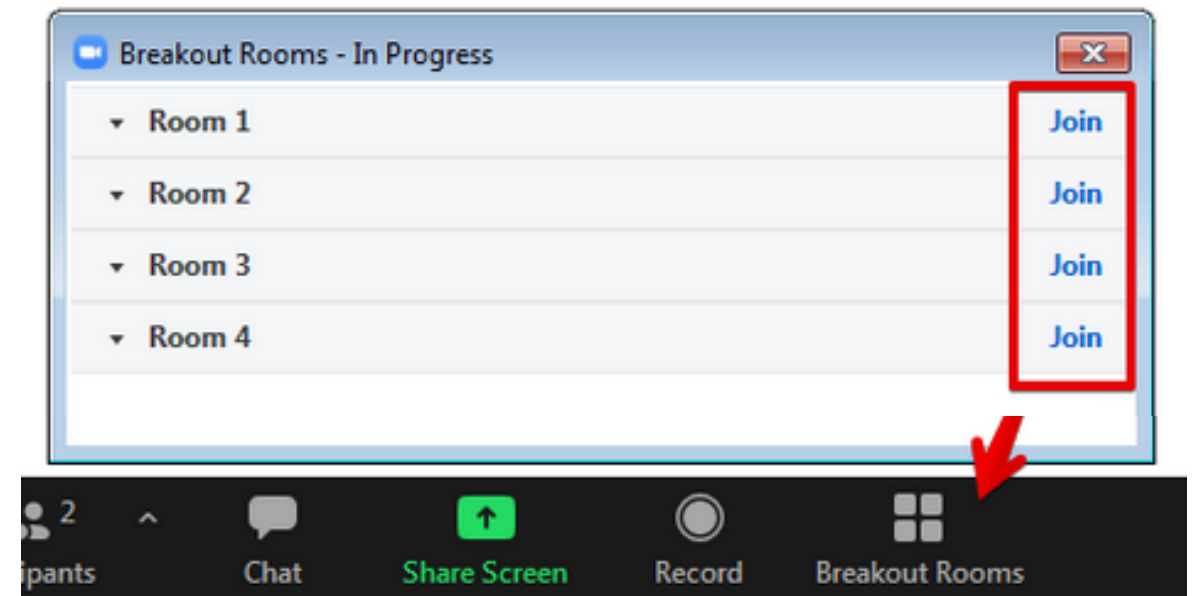 Breakout Rooms - In Progress
Room 1 Join
Room 2 Join
Room 3 Join
Room 4 Join
2
ipants Chat Share Screen Record Breakout Rooms